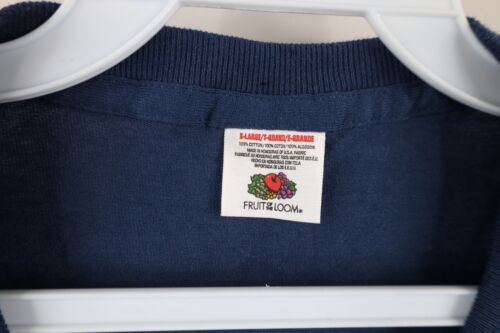 X-LARGE/T-GRAND/X-GRANDE
100% COTTON/100% COTON/100% ALGODON
MADE IN HONDURAS OF U.S.A. FABRIC
FABRIQUÉ AU HONDURAS AVEC TISSU DES E.U.
HECHO EN HONDURAS CON TELA
IMPORTADA DE LOS E.E.U.U.
FRUIT OF THE LOOM®